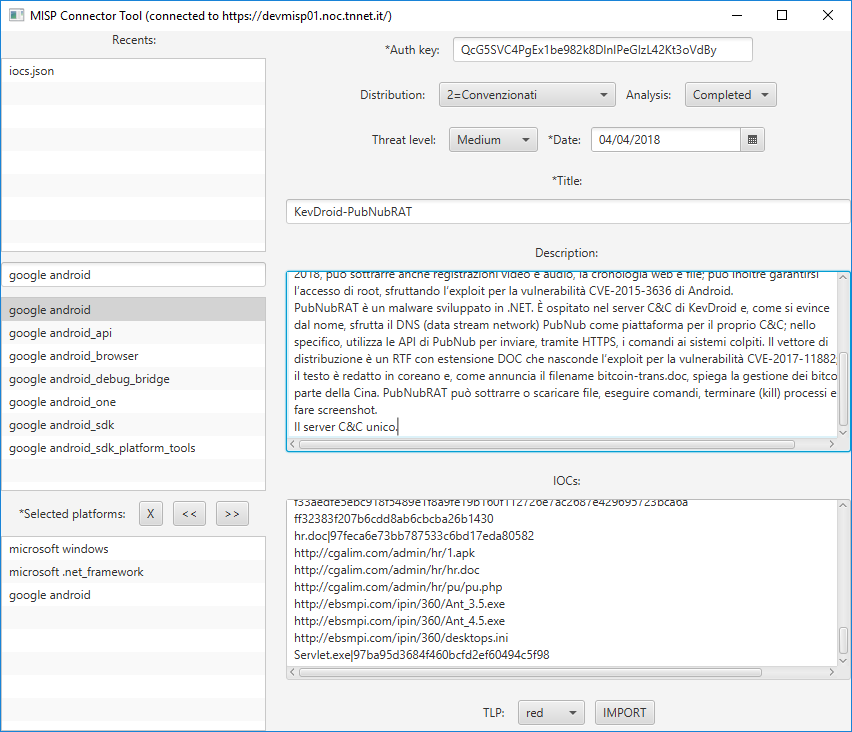 MISP Connector Tool (connected to https://devmisp01.noc.tnnet.it/)
Recents:
iocs.json
google android
google android
google android_api
google android_browser
google android_debug_bridge
google android_one
google android_sdk
google android_sdk_platform_tools
*Selected platforms: X << >>
microsoft windows
microsoft .net_framework
google android
*Auth key: QcG5SVC4PgEx1be982k8DlnIPeGlzL42Kt3oVdBy
Distribution: 2=Convenzionati Analysis: Completed
Threat level: Medium *Date: 04/04/2018
*Title:
KevDroid-PubNubRAT
Description:
2018, può sottrarre anche registrazioni video e audio, la cronologia web e file; può inoltre garantirsi
l'accesso di root, sfruttando l'exploit per la vulnerabilità CVE-2015-3636 di Android.
PubNubRAT è un malware sviluppato in .NET. È ospitato nel server C&C di KevDroid e, come si evince
dal nome, sfrutta il DNS (data stream network) PubNub come piattaforma per il proprio C&C; nello
specifico, utilizza le API di PubNub per inviare, tramite HTTPS, i comandi ai sistemi colpiti. Il vettore di
distribuzione è un RTF con estensione DOC che nasconde l'exploit per la vulnerabilità CVE-2017-11882,
il testo è redatto in coreano e, come annuncia il filename bitcoin-trans.doc, spiega la gestione dei bitco
parte della Cina. PubNubRAT può sottrarre o scaricare file, eseguire comandi, terminare (kill) processi e
fare screenshot.
Il server C&C unico.
IOCs:
f33aedfe5ebc918f5489e1f8a9fe19b160f112726e7ac2687e429695723bca6a
ff32383f207b6cdd8ab6cbcba26b1430
hr.doc|97feca6e73bb787533c6bd17eda80582
http://cgalim.com/admin/hr/1.apk
http://cgalim.com/admin/hr/hr.doc
http://cgalim.com/admin/hr/pu/pu.php
http://ebsmpi.com/ipin/360/Ant_3.5.exe
http://ebsmpi.com/ipin/360/Ant_4.5.exe
http://ebsmpi.com/ipin/360/desktops.ini
Servlet.exe|97ba95d3684f460bcfd2ef60494c5f98
TLP: red IMPORT